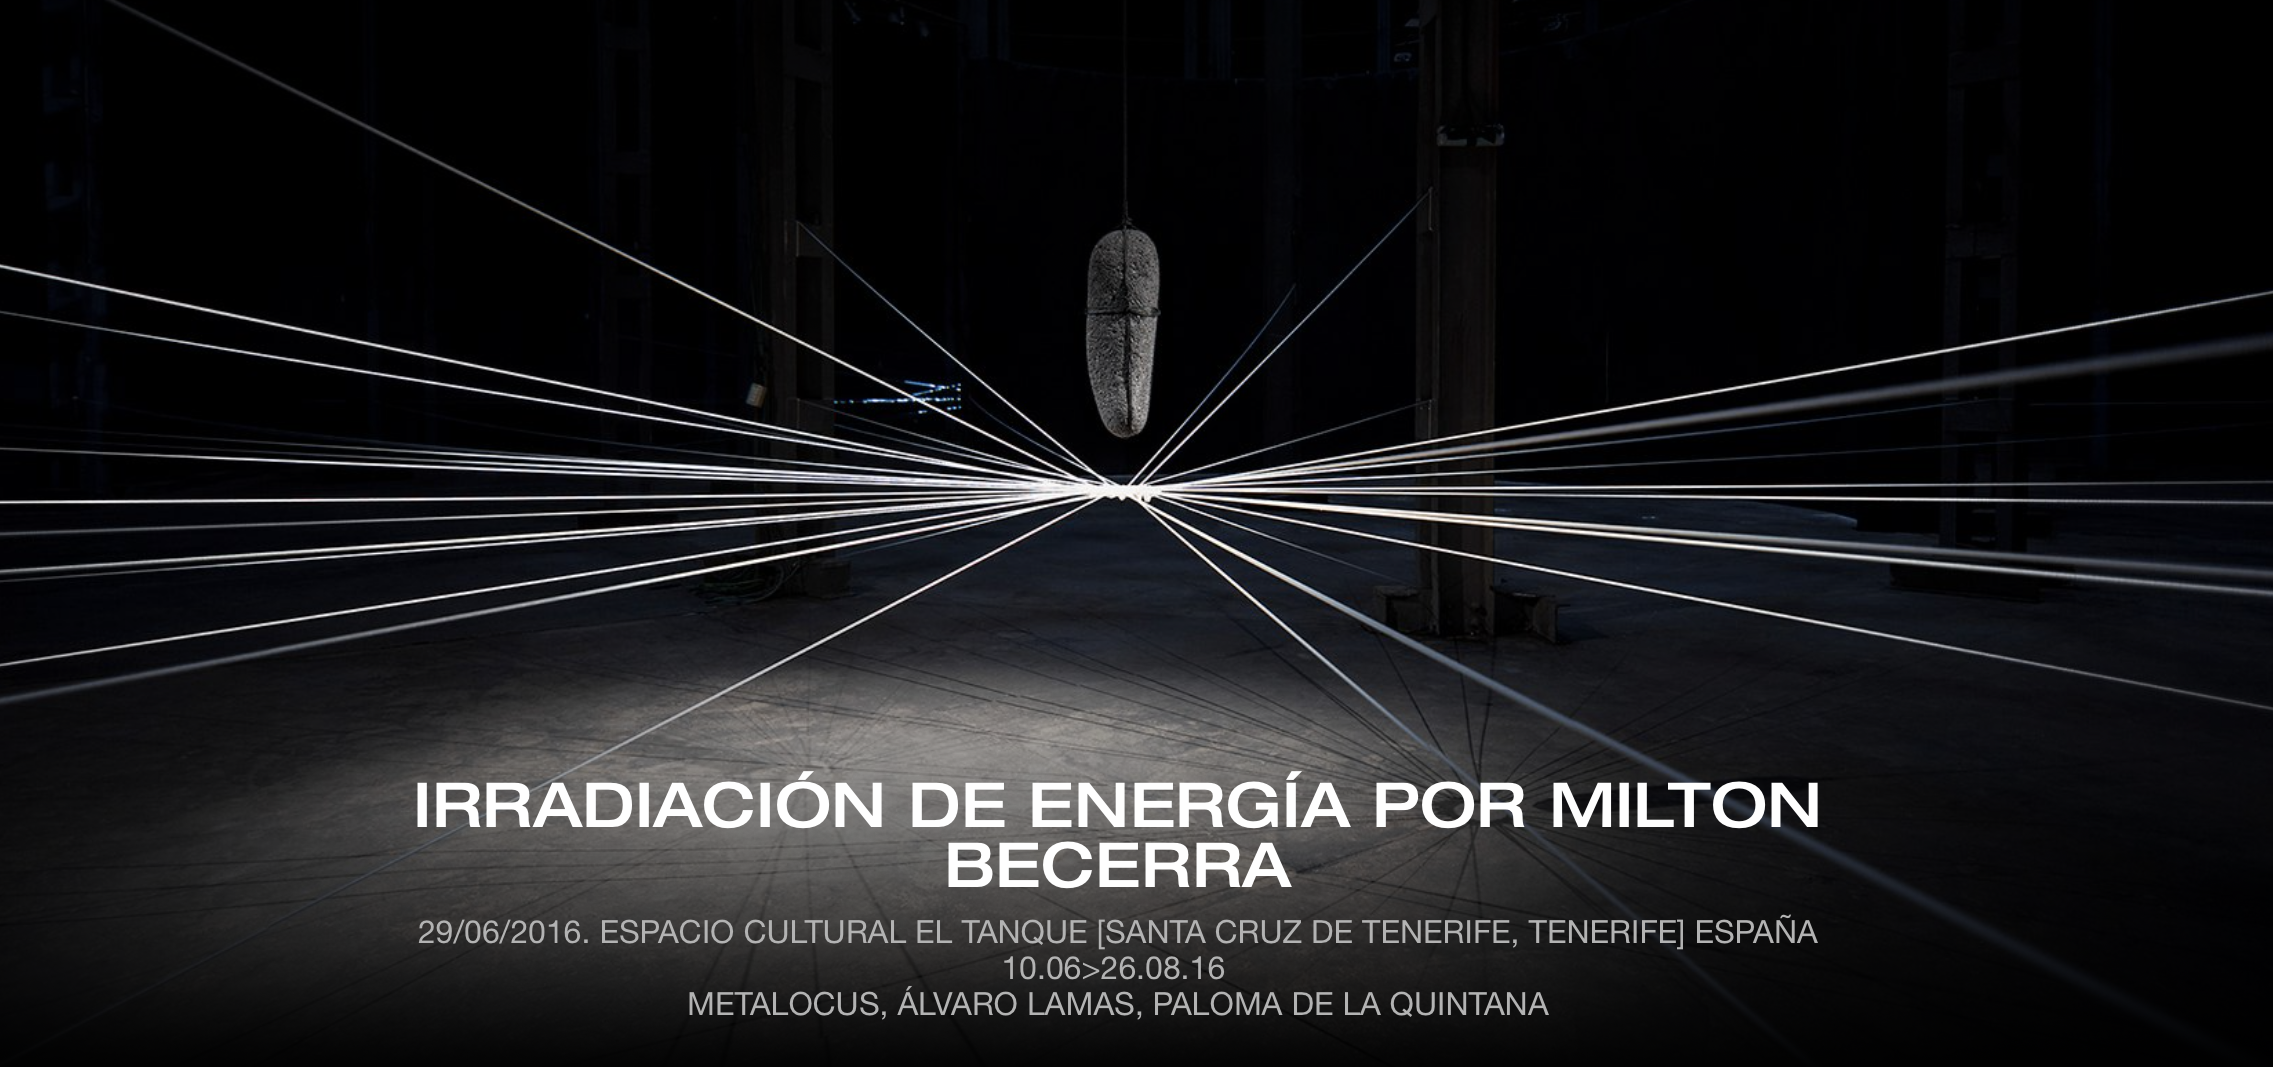 IRRADIACIÓN DE ENERGÍA POR MILTON
BECERRA
29/06/2016. ESPACIO CULTURAL EL TANQUE [SANTA CRUZ DE TENERIFE, TENERIFE] ESPAÑA
10.06>26.08.16
METALOCUS, ÁLVARO LAMAS, PALOMA DE LA QUINTANA